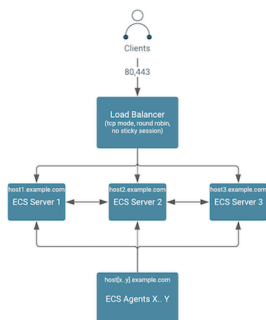 Clients
80,443
Load Balancer
(tcp mode, round robin,
no sticky session)
host1.example.com
ECS Server 1
host2.example.com
ECS Server 2
host3.example.com
ECS Server 3
host[x..y].example.com
ECS Agents X.. Y